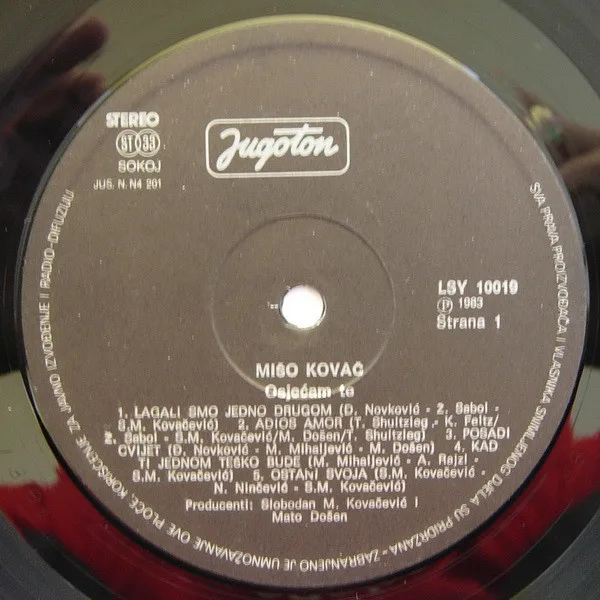 STEREO
ST 033
SOKOJ
JUS. N. N4 201
Jugoton
LSY 10019
Ⓟ 1983
Strana 1
MIŠO KOVAČ
Osjećam te
1. LAGALI SMO JEDNO DRUGOM (D. Novković - Z. Sabol -
S.M. Kovačević) 2. ADIOS AMOR (T. Shultzieg - K. Feltz/
Z. Sabol - S.M. Kovačević/M. Došen/T. Shultzieg) 3. POSADI
CVIJET (D. Novković - M. Mihaljević - M. Došen) 4. KAD
TI JEDNOM TEŠKO BUDE (M. Mihaljević - A. Rajzl -
S.M. Kovačević) 5. OSTANI SVOJA (S.M. Kovačević -
N. Ninčević - S.M. Kovačević)
Producenti: Slobodan M. Kovačević i
Mato Došen
SVA PRAVA PROIZVOĐAČA I VLASNIKA SNIMLJENOG DJELA SU PRIDRŽANA - ZABRANJENO JE UMNOŽAVANJE OVE PLOČE, KORIŠĆENJE ZA JAVNO IZVOĐENJE I RADIO-DIFUZIJU